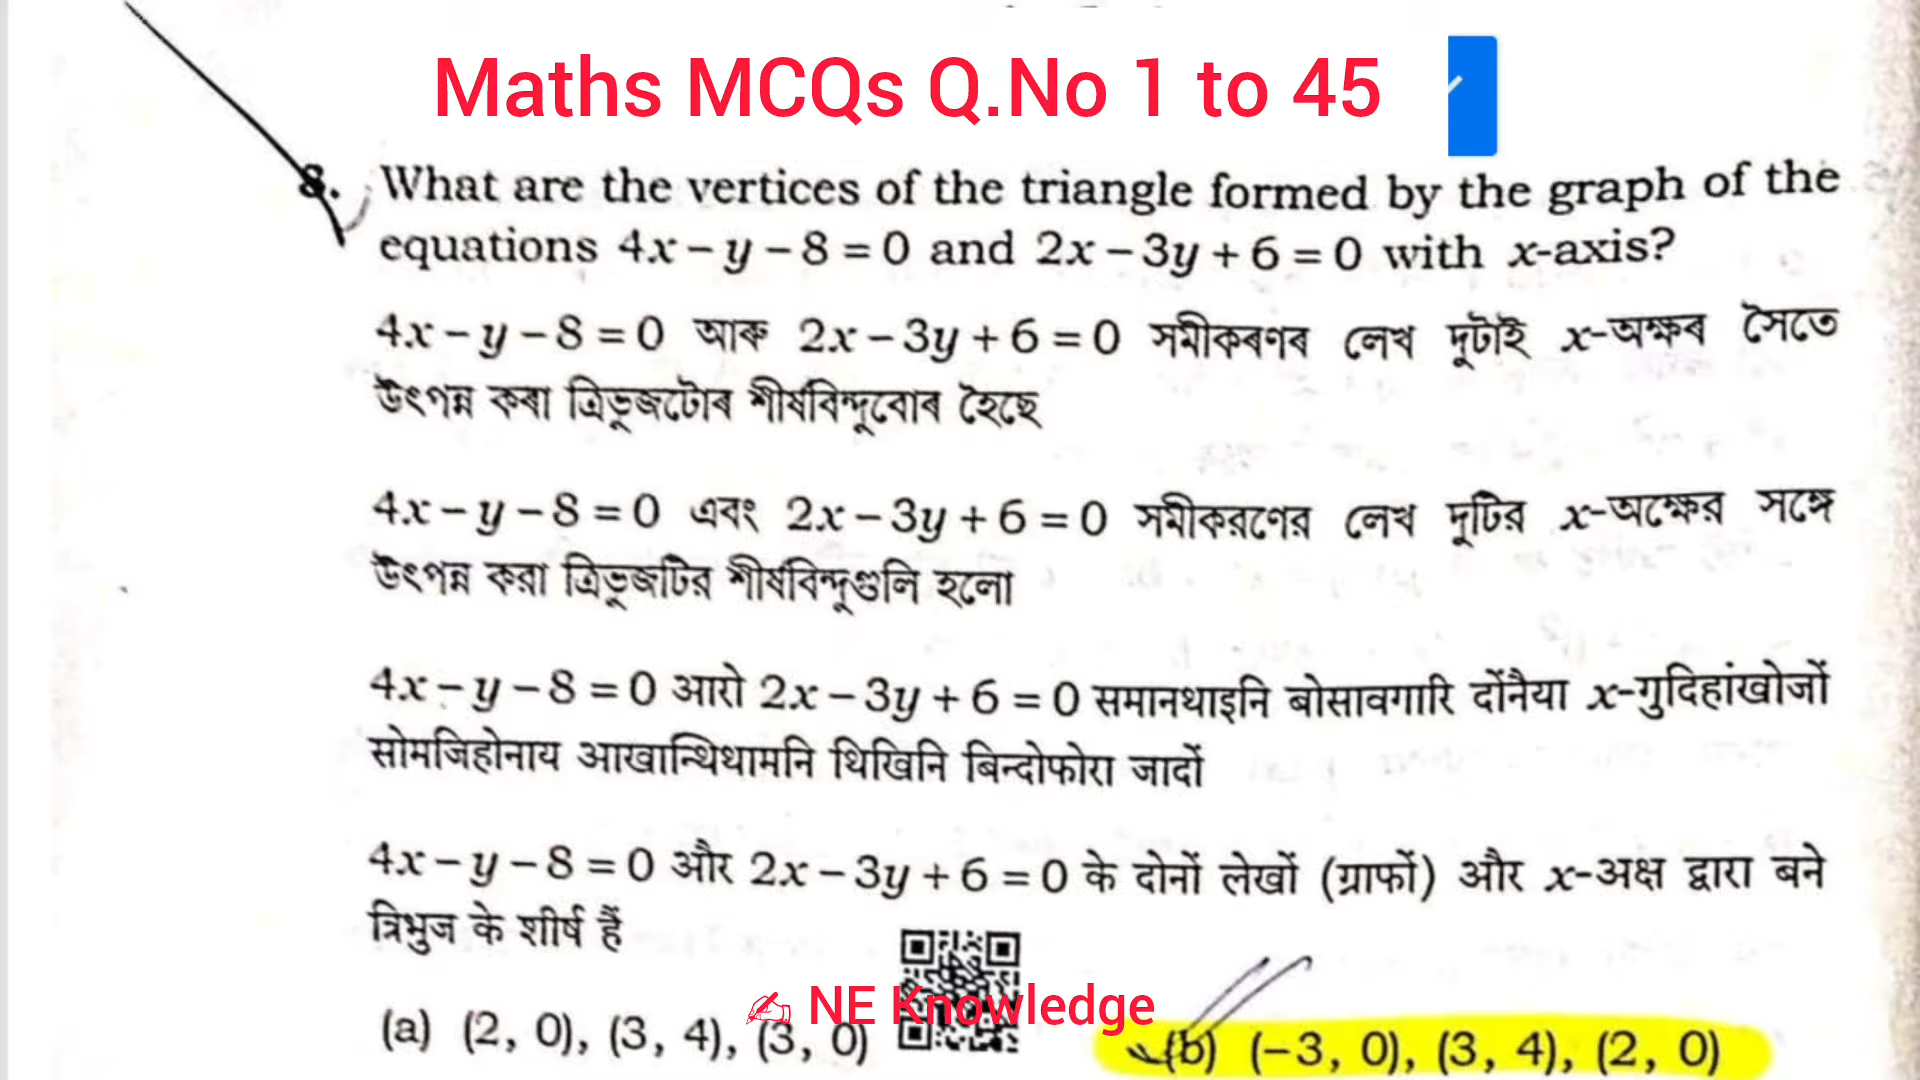 Maths MCQs Q.No 1 to 45
8. What are the vertices of the triangle formed by the graph of the
equations 4x – y – 8 = 0 and 2x – 3y + 6 = 0 with x-axis?
4x – y – 8 = 0 আৰু 2x – 3y + 6 = 0 সমীকৰণৰ লেখ দুটাই x-অক্ষৰ সৈতে
উৎপন্ন কৰা ত্রিভূজটোৰ শীর্ষবিন্দুবোৰ হৈছে
4x – y – 8 = 0 এবং 2x – 3y + 6 = 0 সমীকরণের লেখ দুটির x-অক্ষের সঙ্গে
উৎপন্ন করা ত্রিভূজটির শীর্ষবিন্দুগুলি হলো
4x – y – 8 = 0 आरो 2x – 3y + 6 = 0 समानथाइनि बोसावगारि दोंनैया x-गुदिहांखोजों
सोमजिहोनाय आखान्थिथामनि थिखिनि बिन्दोफोरा जादों
4x – y – 8 = 0 और 2x – 3y + 6 = 0 के दोनों लेखों (ग्राफों) और x-अक्ष द्वारा बने
त्रिभुज के शीर्ष हैं
✍ NE Knowledge
(a) (2, 0), (3, 4), (3, 0) (b) (–3, 0), (3, 4), (2, 0)